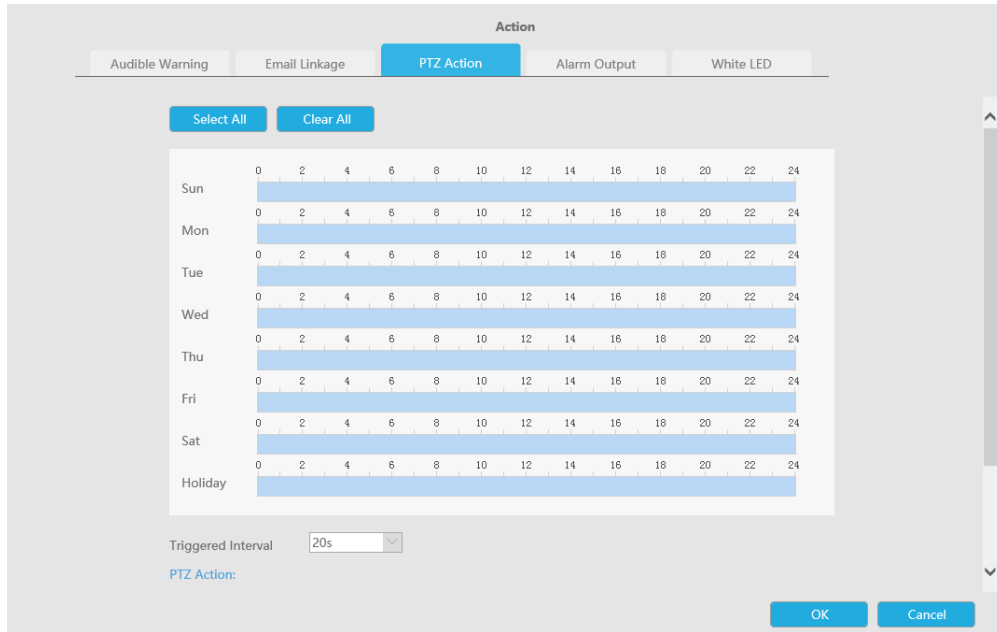 Action
Audible Warning Email Linkage PTZ Action Alarm Output White LED
Select All Clear All
0 2 4 6 8 10 12 14 16 18 20 22 24
Sun
0 2 4 6 8 10 12 14 16 18 20 22 24
Mon
0 2 4 6 8 10 12 14 16 18 20 22 24
Tue
0 2 4 6 8 10 12 14 16 18 20 22 24
Wed
0 2 4 6 8 10 12 14 16 18 20 22 24
Thu
0 2 4 6 8 10 12 14 16 18 20 22 24
Fri
0 2 4 6 8 10 12 14 16 18 20 22 24
Sat
0 2 4 6 8 10 12 14 16 18 20 22 24
Holiday
Triggered Interval 20s
PTZ Action:
OK Cancel